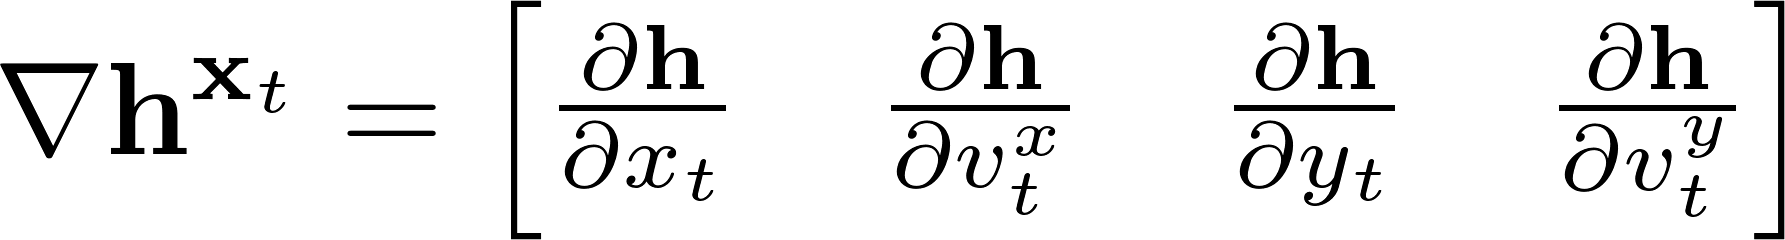 ∇𝐡^{𝐱_t} = [ ∂𝐡/∂x_t   ∂𝐡/∂v_t^x   ∂𝐡/∂y_t   ∂𝐡/∂v_t^y ]